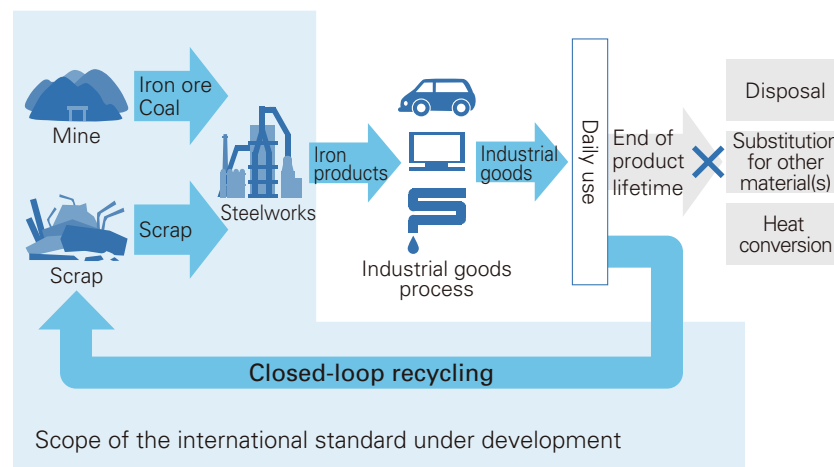 Iron ore
Coal
Mine
Scrap
Scrap
Steelworks
Iron
products
Industrial goods
process
Industrial
goods
Daily use
End of
product
lifetime
Disposal
Substitution
for other
material(s)
Heat
conversion
Closed-loop recycling
Scope of the international standard under development